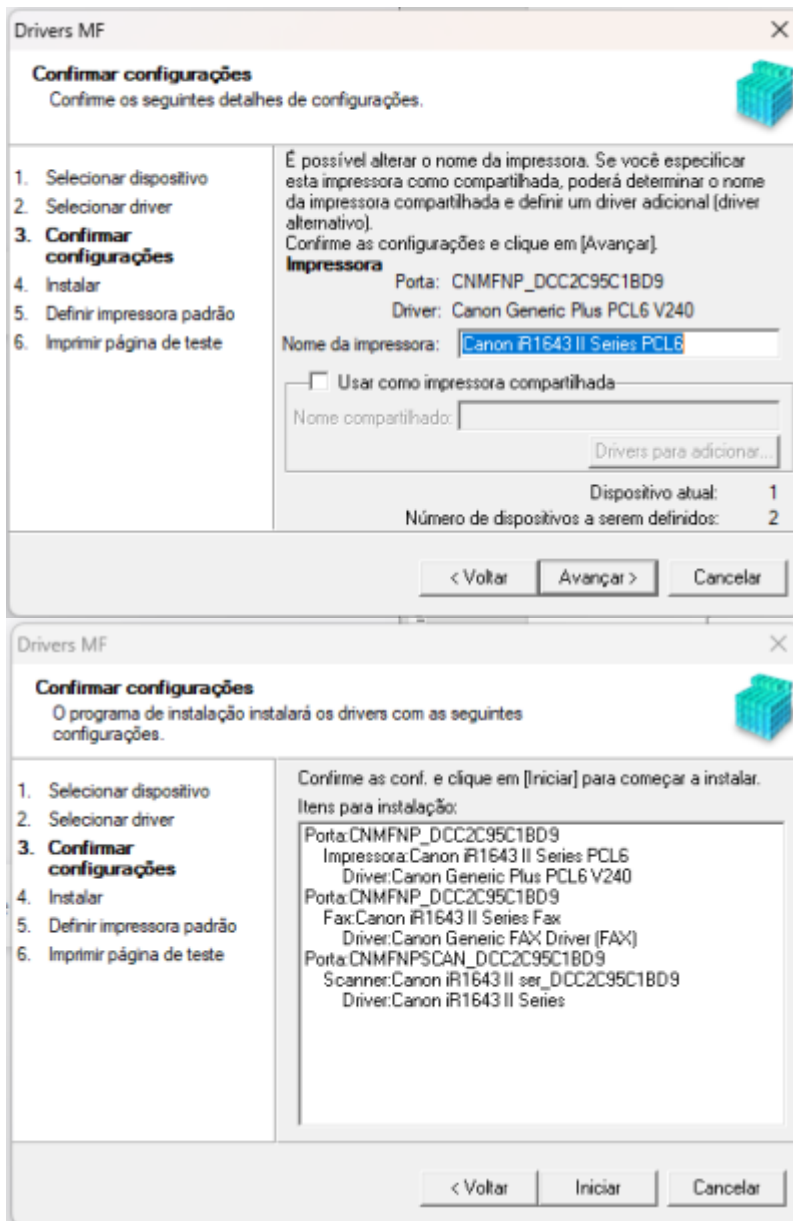 Drivers MF
Confirmar configurações
Confirme os seguintes detalhes de configurações.
1. Selecionar dispositivo
2. Selecionar driver
3. Confirmar
configurações
4. Instalar
5. Definir impressora padrão
6. Imprimir página de teste
É possível alterar o nome da impressora. Se você especificar
esta impressora como compartilhada, poderá determinar o nome
da impressora compartilhada e definir um driver adicional (driver
alternativo).
Confirme as configurações e clique em [Avançar].
Impressora
Porta: CNMFNP_DCC2C95C1BD9
Driver: Canon Generic Plus PCL6 V240
Nome da impressora: Canon iR1643 II Series PCL6
Usar como impressora compartilhada
Nome compartilhado:
Drivers para adicionar...
Dispositivo atual: 1
Número de dispositivos a serem definidos: 2
< Voltar Avançar > Cancelar
Drivers MF
Confirmar configurações
O programa de instalação instalará os drivers com as seguintes
configurações.
1. Selecionar dispositivo
2. Selecionar driver
3. Confirmar
configurações
4. Instalar
5. Definir impressora padrão
6. Imprimir página de teste
Confirme as conf. e clique em [Iniciar] para começar a instalar.
Itens para instalação:
Porta:CNMFNP_DCC2C95C1BD9
Impressora:Canon iR1643 II Series PCL6
Driver:Canon Generic Plus PCL6 V240
Porta:CNMFNP_DCC2C95C1BD9
Fax:Canon iR1643 II Series Fax
Driver:Canon Generic FAX Driver (FAX)
Porta:CNMFNPSCAN_DCC2C95C1BD9
Scanner:Canon iR1643 II ser_DCC2C95C1BD9
Driver:Canon iR1643 II Series
< Voltar Iniciar Cancelar